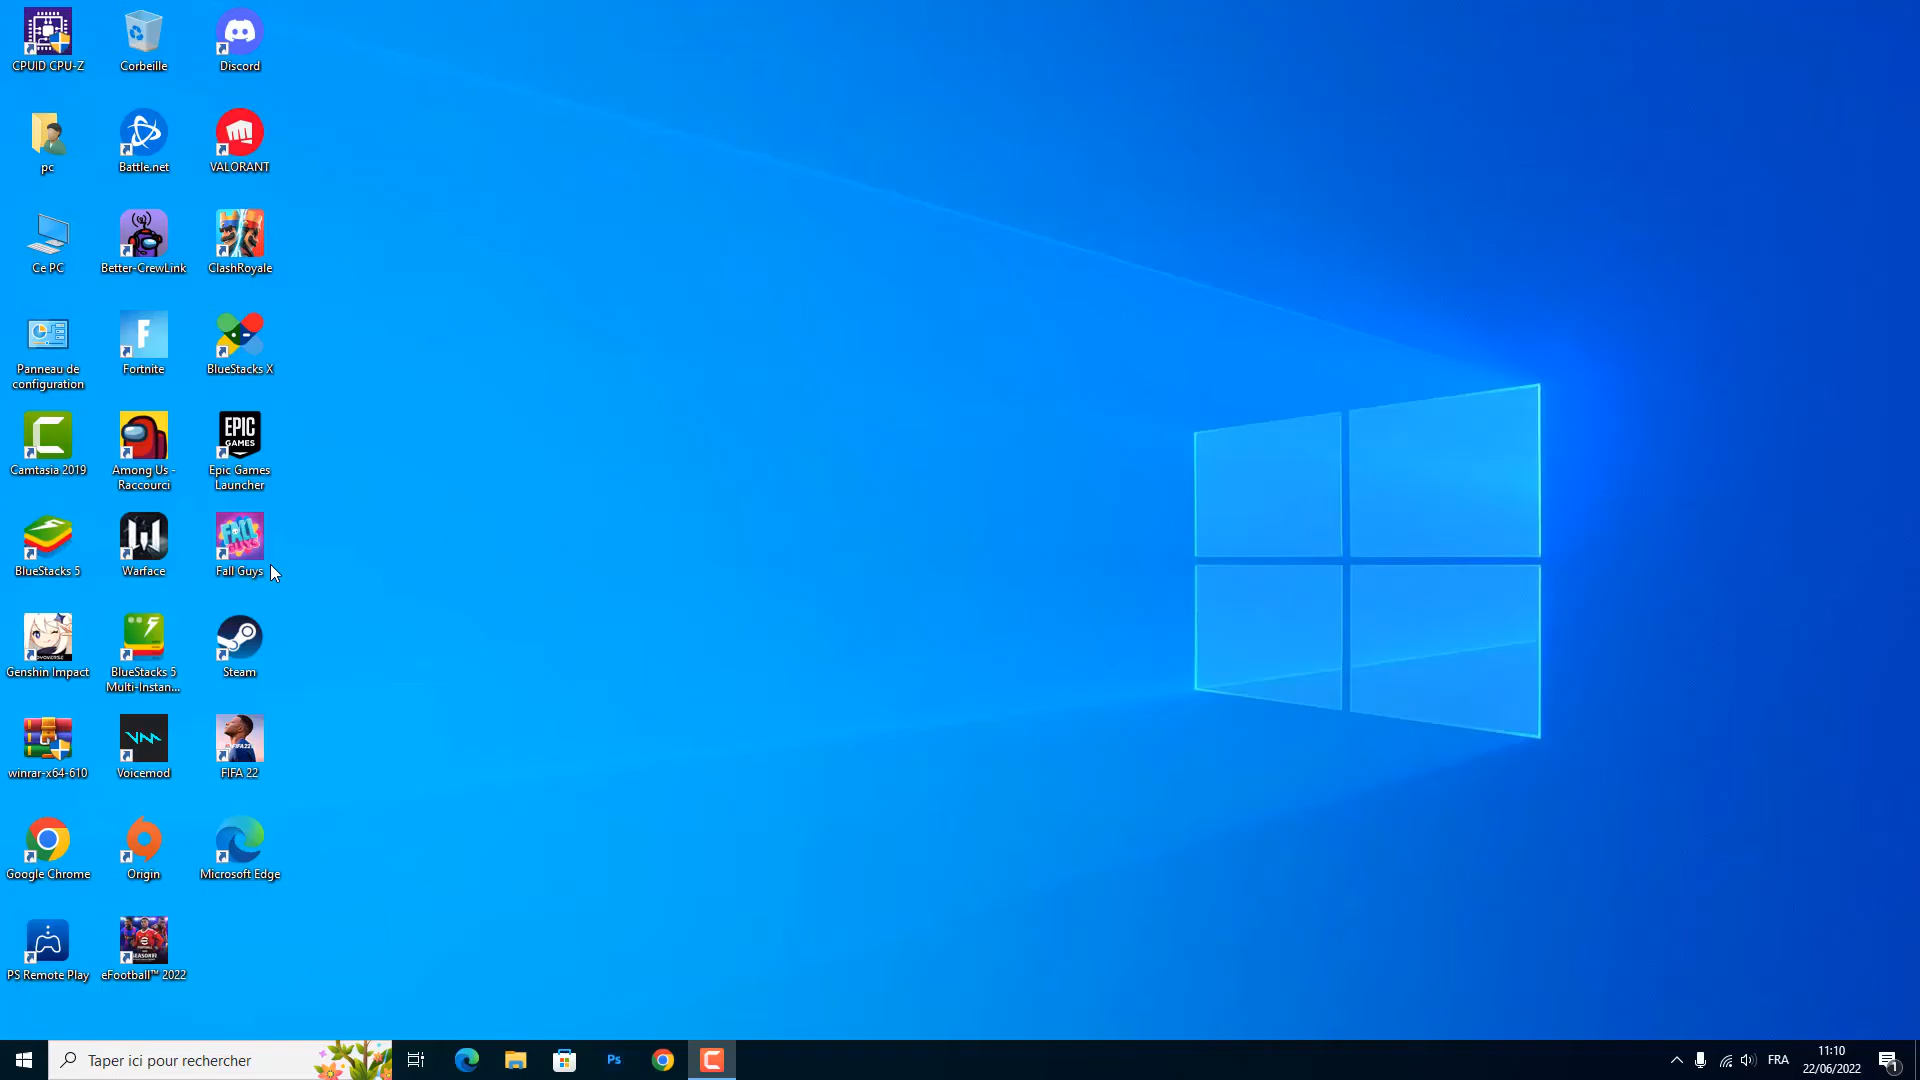 CPUID CPU-Z
Corbeille
Discord
pc
Battle.net
VALORANT
Ce PC
Better-CrewLink
ClashRoyale
Panneau de
configuration
Fortnite
BlueStacks X
Camtasia 2019
Among Us -
Raccourci
EPIC
GAMES
Epic Games
Launcher
BlueStacks 5
Warface
FALL
GUYS
Fall Guys
Genshin Impact
BlueStacks 5
Multi-Instan...
Steam
winrar-x64-610
Voicemod
FIFA 22
Google Chrome
Origin
Microsoft Edge
PS Remote Play
eFootball™ 2022
Taper ici pour rechercher
Ps
FRA
11:10
22/06/2022
1